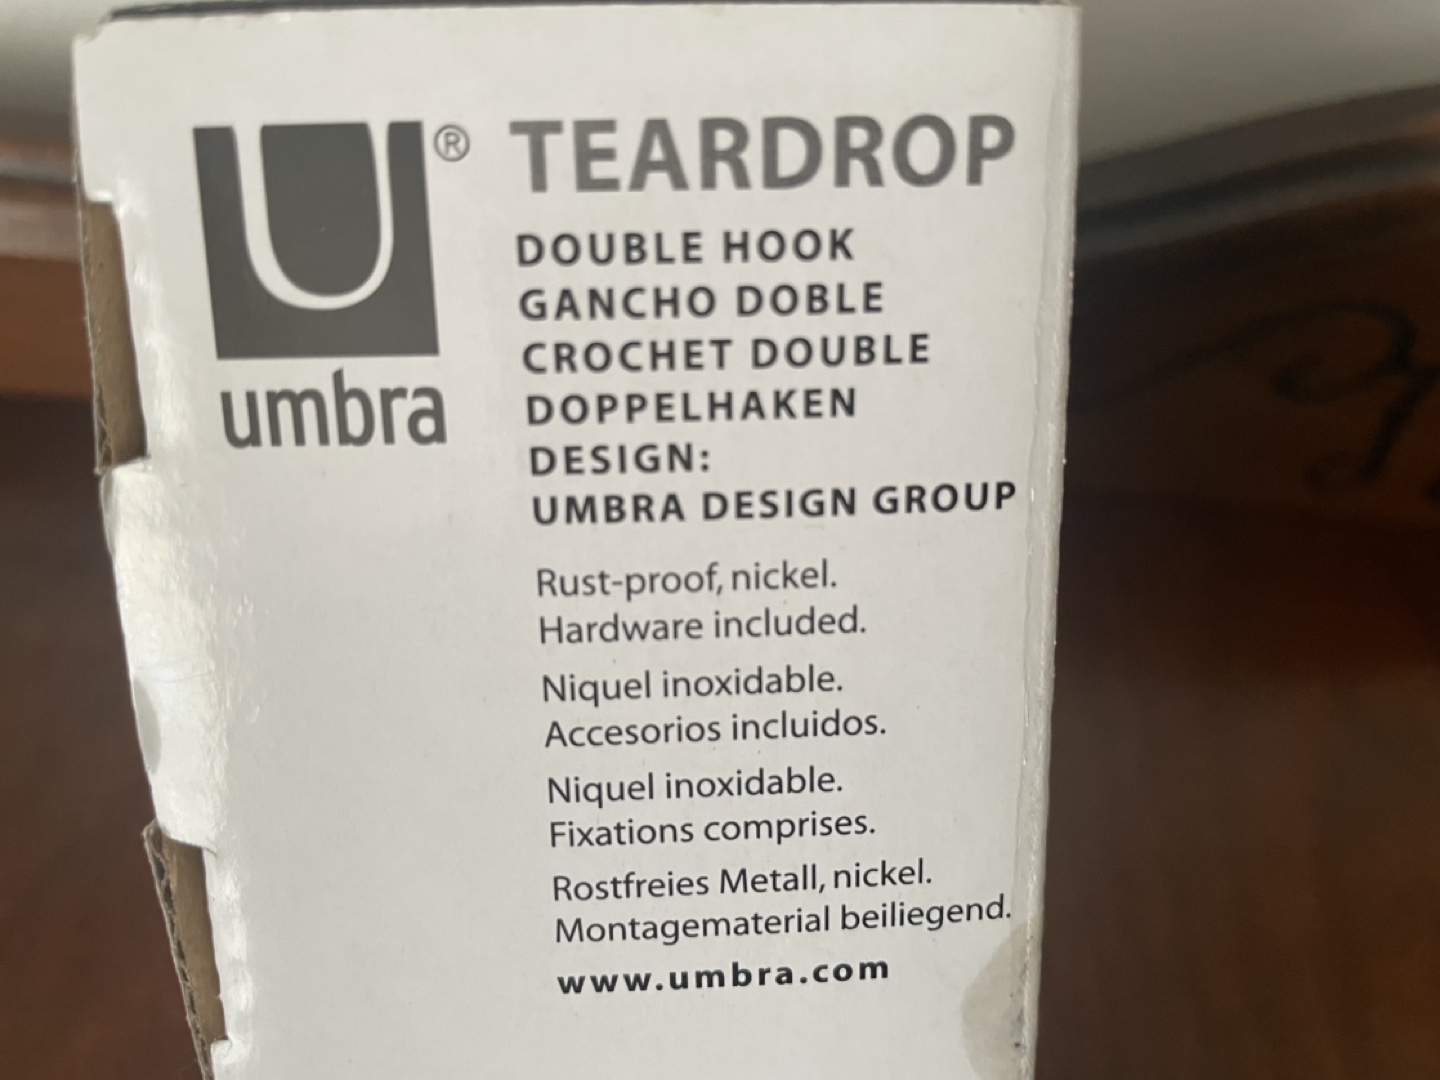 U®
umbra
TEARDROP
DOUBLE HOOK
GANCHO DOBLE
CROCHET DOUBLE
DOPPELHAKEN
DESIGN:
UMBRA DESIGN GROUP
Rust-proof, nickel.
Hardware included.
Niquel inoxidable.
Accesorios incluidos.
Niquel inoxidable.
Fixations comprises.
Rostfreies Metall, nickel.
Montagematerial beiliegend.
www.umbra.com